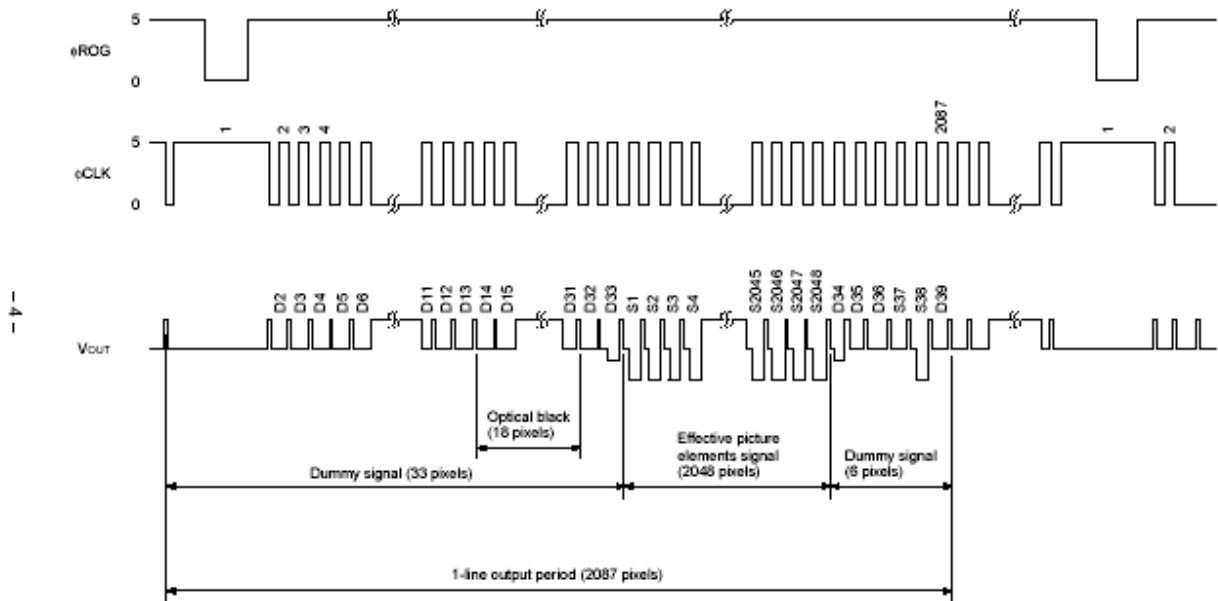 5
φROG
0
1
2
3
4
2087
1
2
5
φCLK
0
D2
D3
D4
D5
D6
D11
D12
D13
D14
D15
D31
D32
D33
S1
S2
S3
S4
S2045
S2046
S2047
S2048
D34
D35
D36
S37
S38
D39
VOUT
– 4 –
Optical black
(18 pixels)
Effective picture
elements signal
(2048 pixels)
Dummy signal
(6 pixels)
Dummy signal (33 pixels)
1-line output period (2087 pixels)